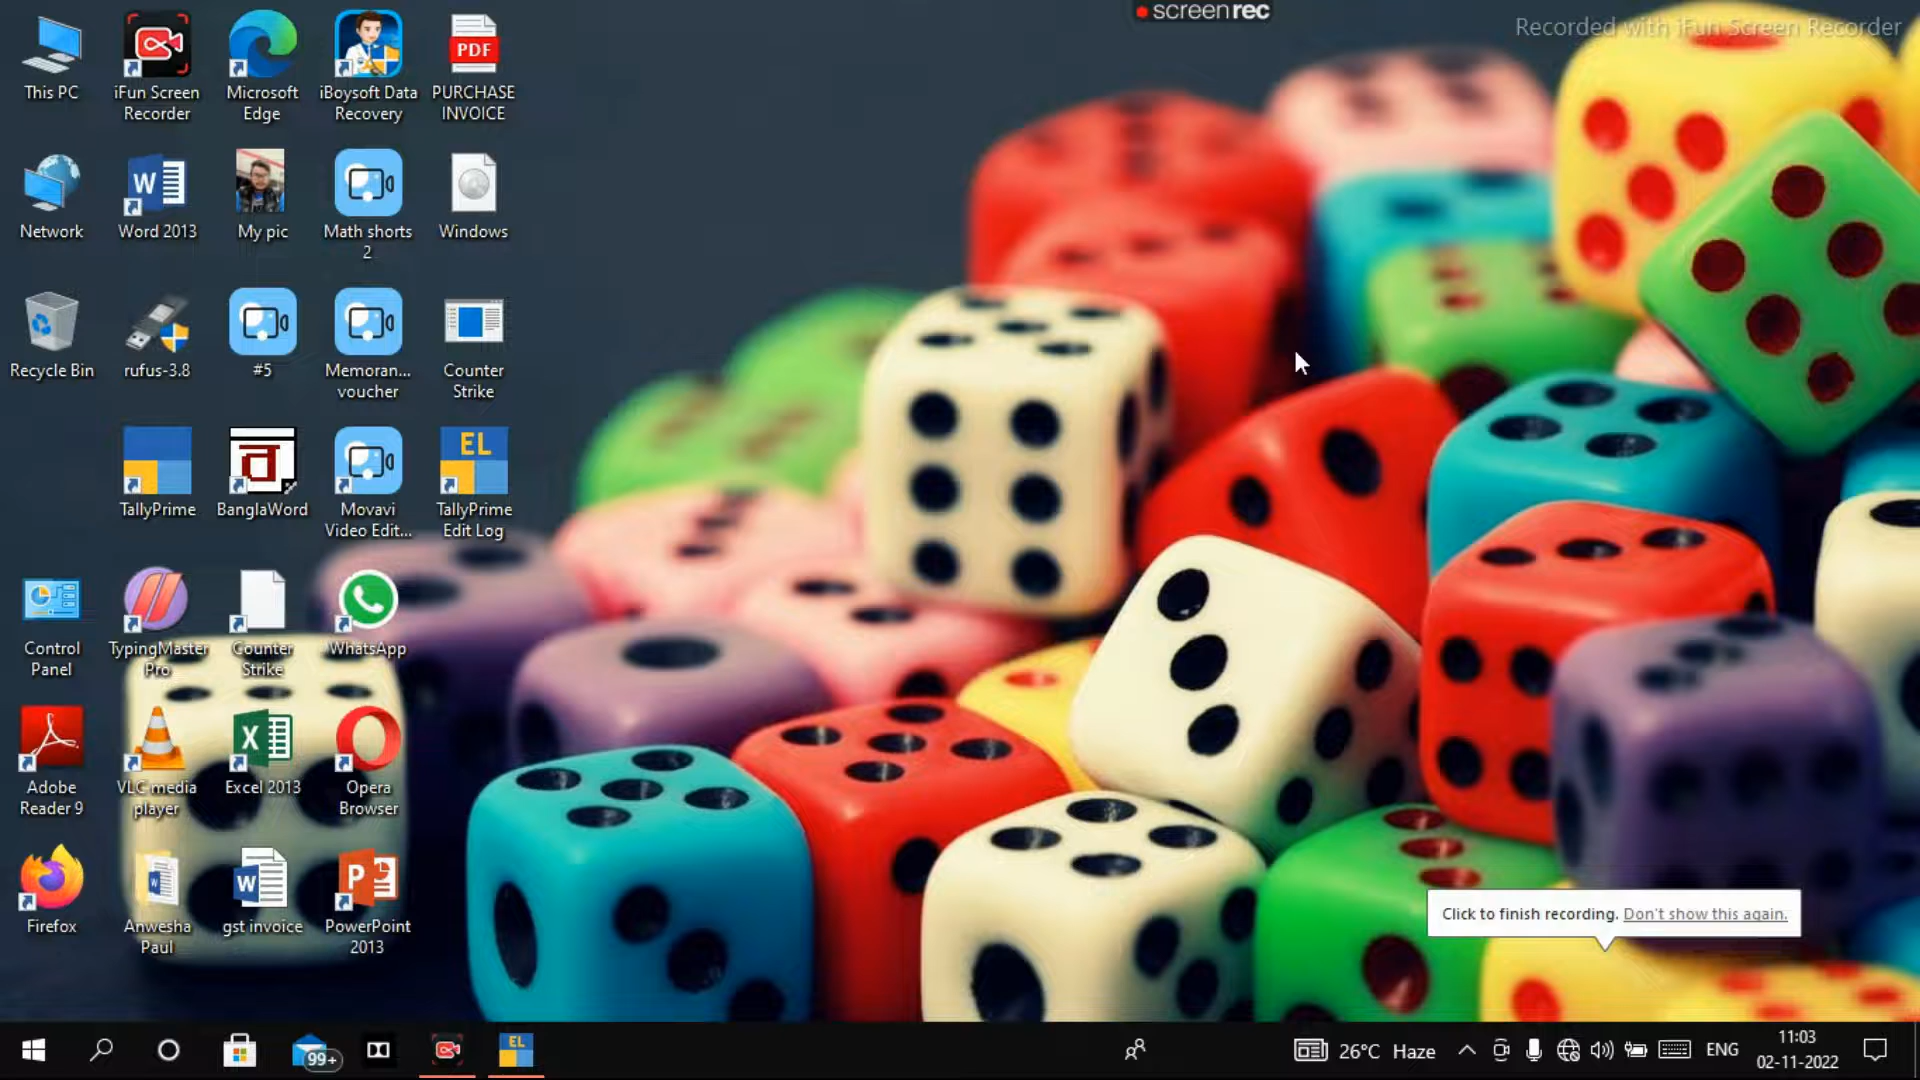 screenrec
Recorded with iFun Screen Recorder
This PC
iFun Screen
Recorder
Microsoft
Edge
iBoysoft Data
Recovery
PDF
PURCHASE
INVOICE
Network
W
Word 2013
My pic
Math shorts
2
Windows
Recycle Bin
rufus-3.8
#5
Memoran...
voucher
Counter
Strike
TallyPrime
BanglaWord
Movavi
Video Edit...
EL
TallyPrime
Edit Log
Control
Panel
TypingMaster
Pro
Counter
Strike
WhatsApp
Adobe
Reader 9
VLC media
player
X
Excel 2013
Opera
Browser
Firefox
Anwesha
Paul
W
gst invoice
P
PowerPoint
2013
Click to finish recording. Don't show this again.
99+
EL
26°C Haze
ENG
11:03
02-11-2022